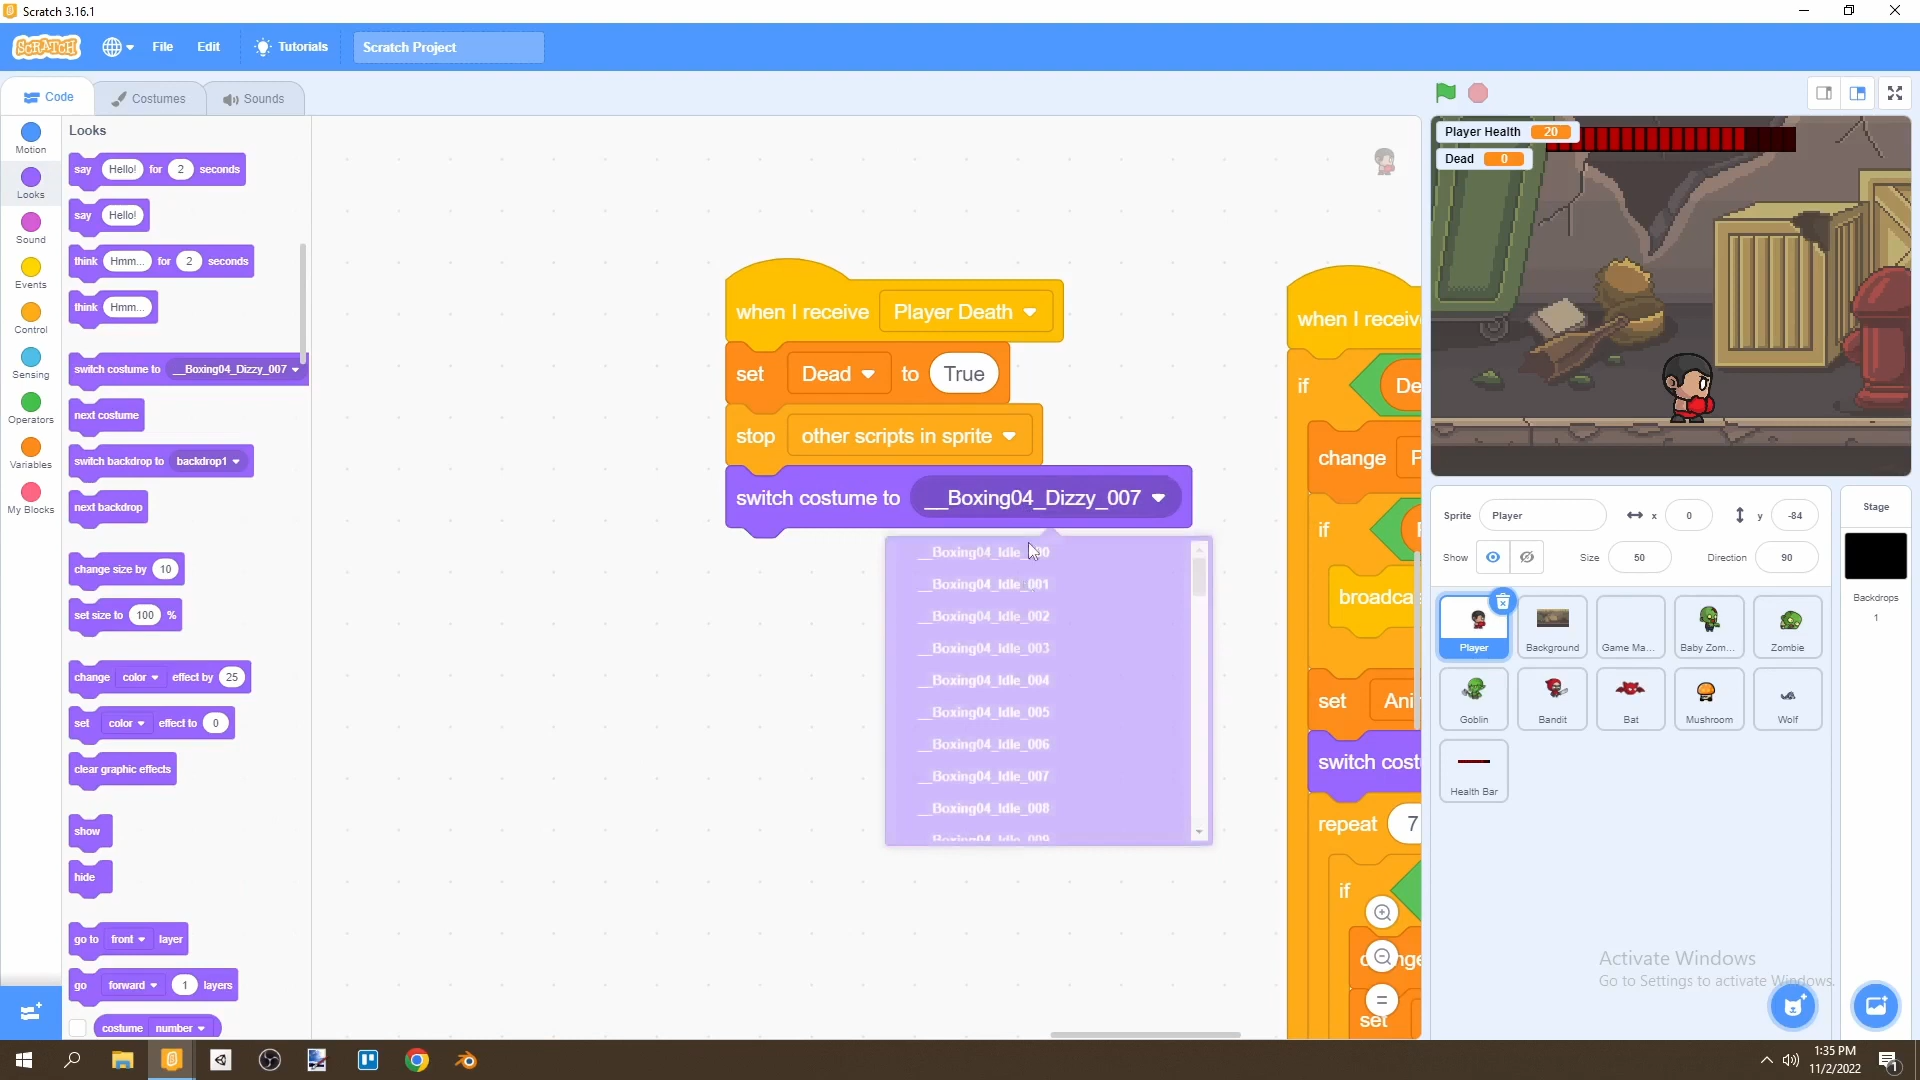 Scratch 3.16.1
SCRATCH
File
Edit
Tutorials
Scratch Project
Code
Costumes
Sounds
Motion
Looks
Sound
Events
Control
Sensing
Operators
Variables
My Blocks
Looks
say Hello! for 2 seconds
say Hello!
think Hmm... for 2 seconds
think Hmm...
switch costume to __Boxing04_Dizzy_007
next costume
switch backdrop to backdrop1
next backdrop
change size by 10
set size to 100 %
change color effect by 25
set color effect to 0
clear graphic effects
show
hide
go to front layer
go forward 1 layers
costume number
when I receive Player Death
set Dead to True
stop other scripts in sprite
switch costume to __Boxing04_Dizzy_007
__Boxing04_Idle_001
__Boxing04_Idle_002
__Boxing04_Idle_003
__Boxing04_Idle_004
__Boxing04_Idle_005
__Boxing04_Idle_006
__Boxing04_Idle_007
__Boxing04_Idle_008
__Boxing04_Idle_009
when I receiv
if De
change P
if
broadca
set Ani
switch cost
repeat 7
if
set
Player Health 20
Dead 0
Sprite Player x 0 y -84
Show Size 50 Direction 90
Player
Background
Game Ma...
Baby Zom...
Zombie
Goblin
Bandit
Bat
Mushroom
Wolf
Health Bar
Stage
Backdrops
1
Activate Windows
Go to Settings to activate Windows.
1:35 PM
11/2/2022
1